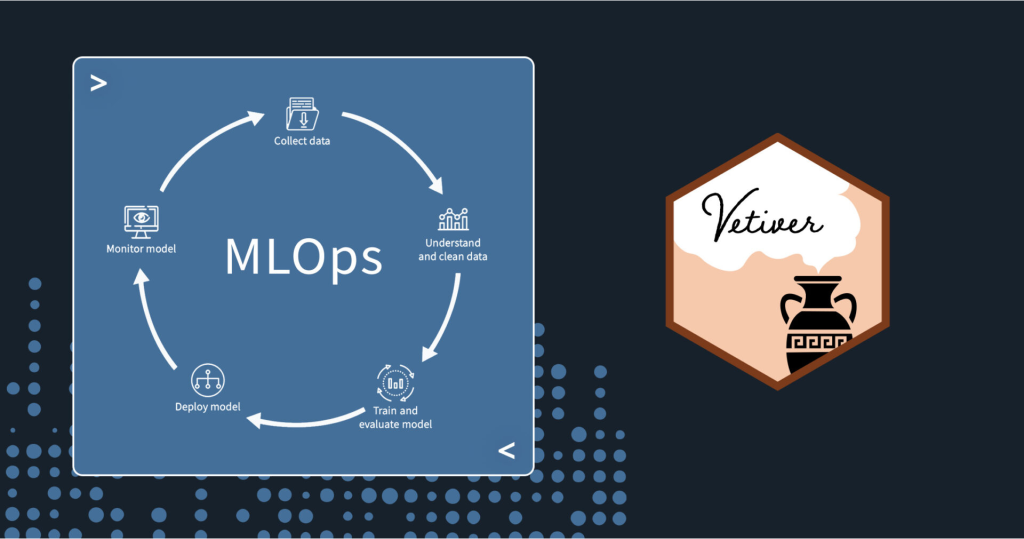 >
Collect data
Understand
and clean data
Train and
evaluate model
Deploy model
Monitor model
MLOps
<
Vetiver